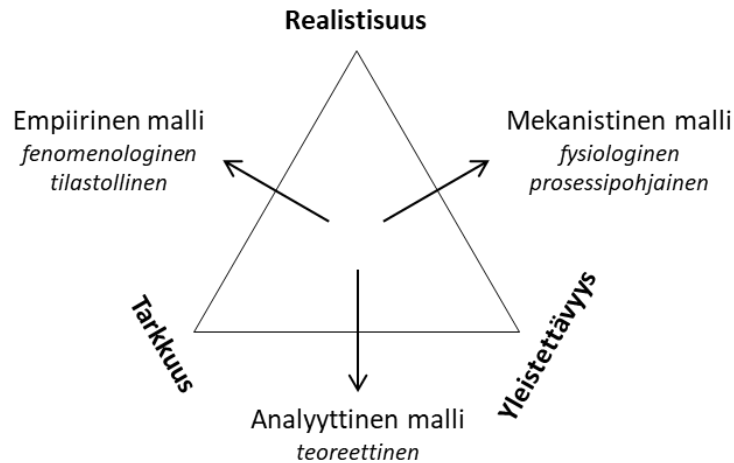 Realistisuus
Empiirinen malli
fenomenologinen
tilastollinen
Mekanistinen malli
fysiologinen
prosessipohjainen
Tarkkuus
Yleistettävyys
Analyyttinen malli
teoreettinen